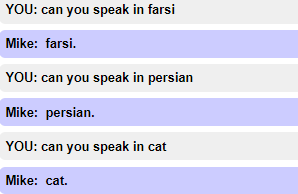 YOU: can you speak in farsi
Mike: farsi.
YOU: can you speak in persian
Mike: persian.
YOU: can you speak in cat
Mike: cat.